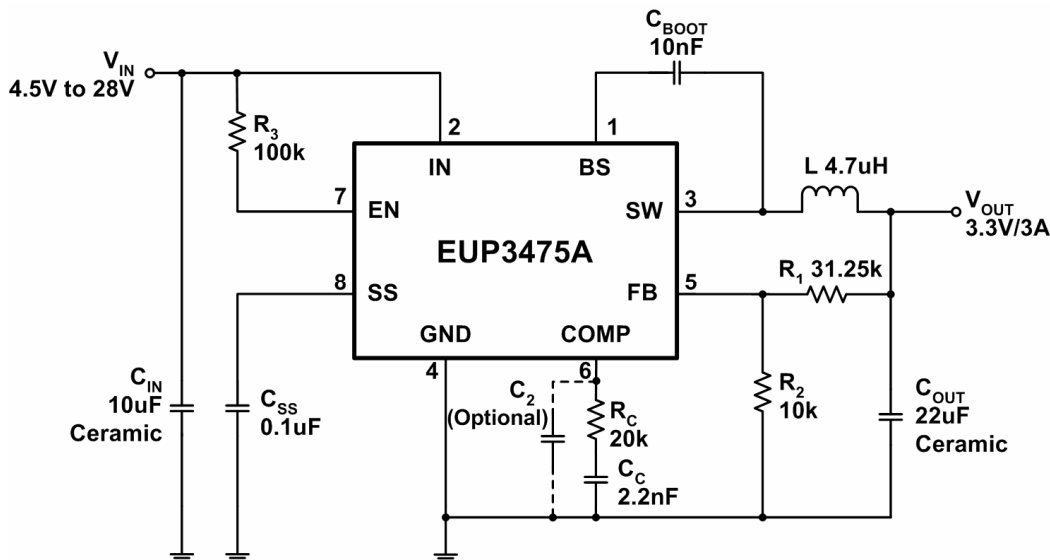 C_BOOT
10nF
V_IN
4.5V to 28V
R_3
100k
2
1
IN
BS
L 4.7uH
7
EN
SW
3
V_OUT
3.3V/3A
EUP3475A
R_1 31.25k
8
SS
FB
5
GND
COMP
4
6
C_IN
10uF
Ceramic
C_SS
0.1uF
C_2
(Optional)
R_C
20k
C_C
2.2nF
R_2
10k
C_OUT
22uF
Ceramic